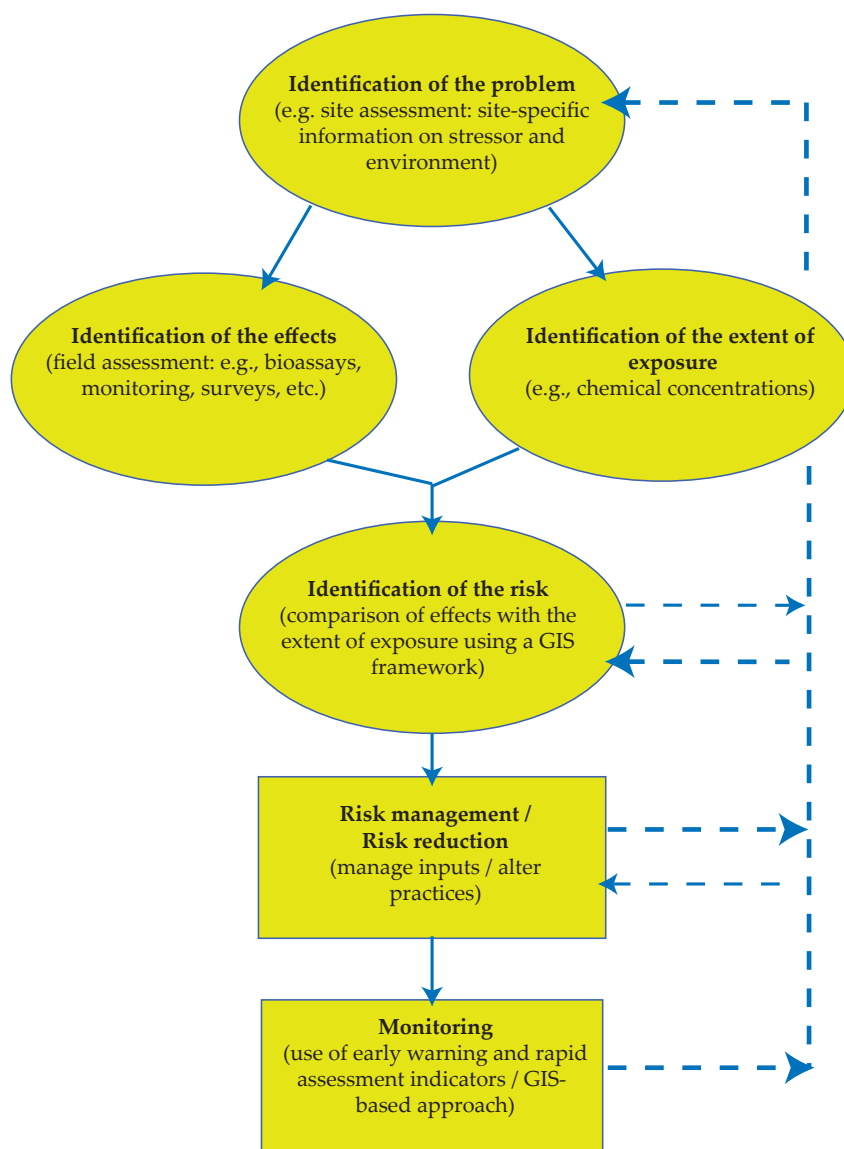 Identification of the problem
(e.g. site assessment: site-specific
information on stressor and
environment)
Identification of the effects
(field assessment: e.g., bioassays,
monitoring, surveys, etc.)
Identification of the extent of
exposure
(e.g., chemical concentrations)
Identification of the risk
(comparison of effects with the
extent of exposure using a GIS
framework)
Risk management /
Risk reduction
(manage inputs / alter
practices)
Monitoring
(use of early warning and rapid
assessment indicators / GIS-
based approach)